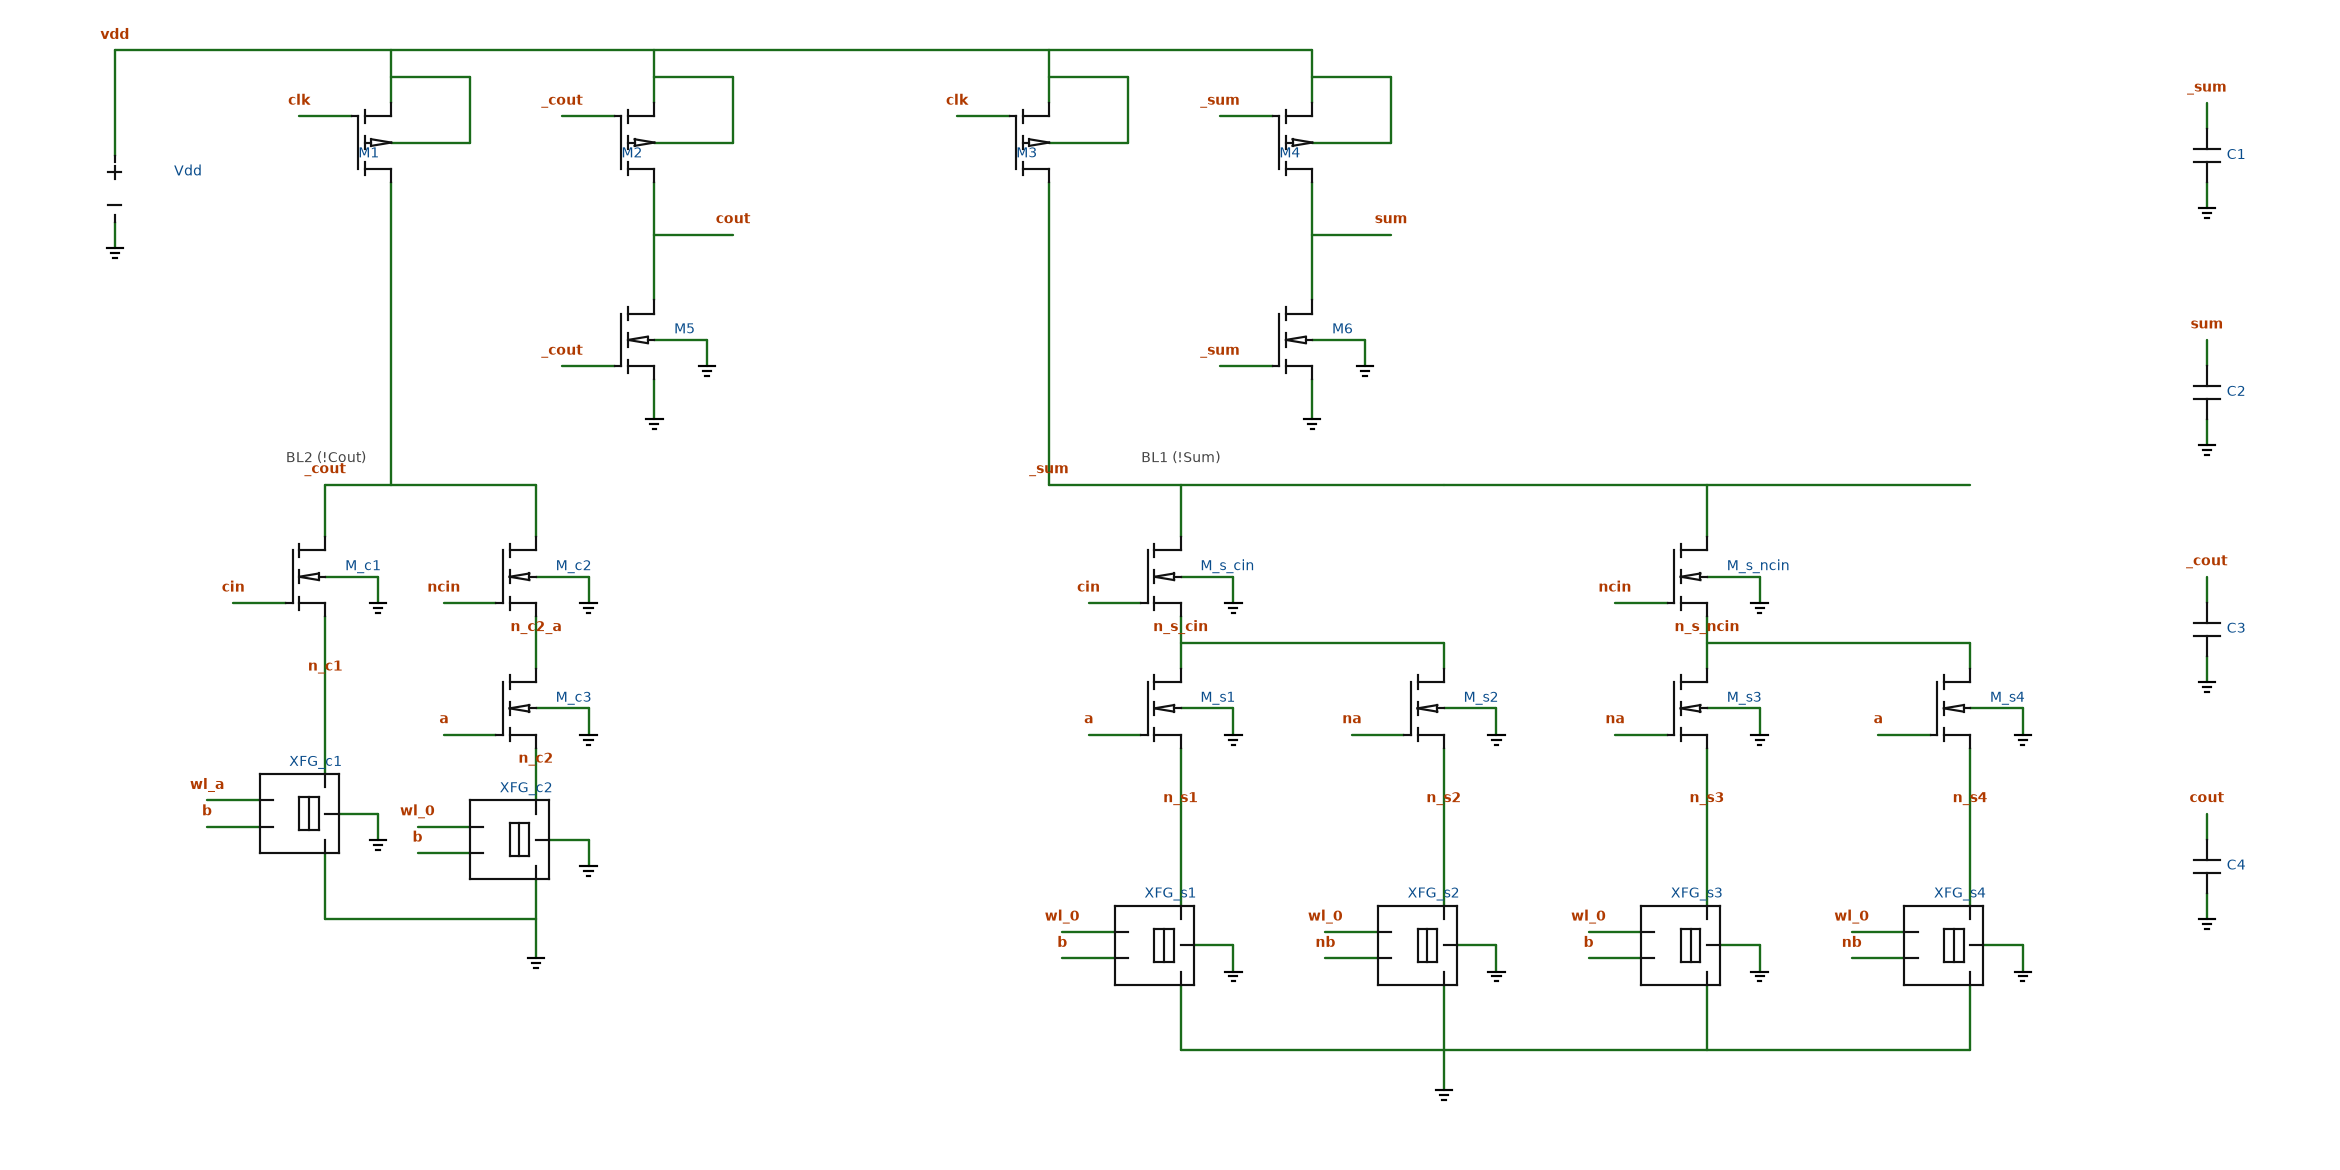 vdd
_sum
clk
_cout
clk
_sum
M1
M2
M3
M4
C1
Vdd
cout
sum
sum
M5
M6
_cout
_sum
C2
BL2 (!Cout)
BL1 (!Sum)
_cout
_sum
_cout
M_c1
M_c2
M_s_cin
M_s_ncin
cin
ncin
cin
ncin
n_c2_a
n_s_cin
n_s_ncin
C3
n_c1
M_c3
M_s1
M_s2
M_s3
M_s4
a
a
na
na
a
n_c2
XFG_c1
wl_a
XFG_c2
b
wl_0
b
n_s1
n_s2
n_s3
n_s4
cout
C4
XFG_s1
XFG_s2
XFG_s3
XFG_s4
wl_0
wl_0
wl_0
wl_0
b
nb
b
nb